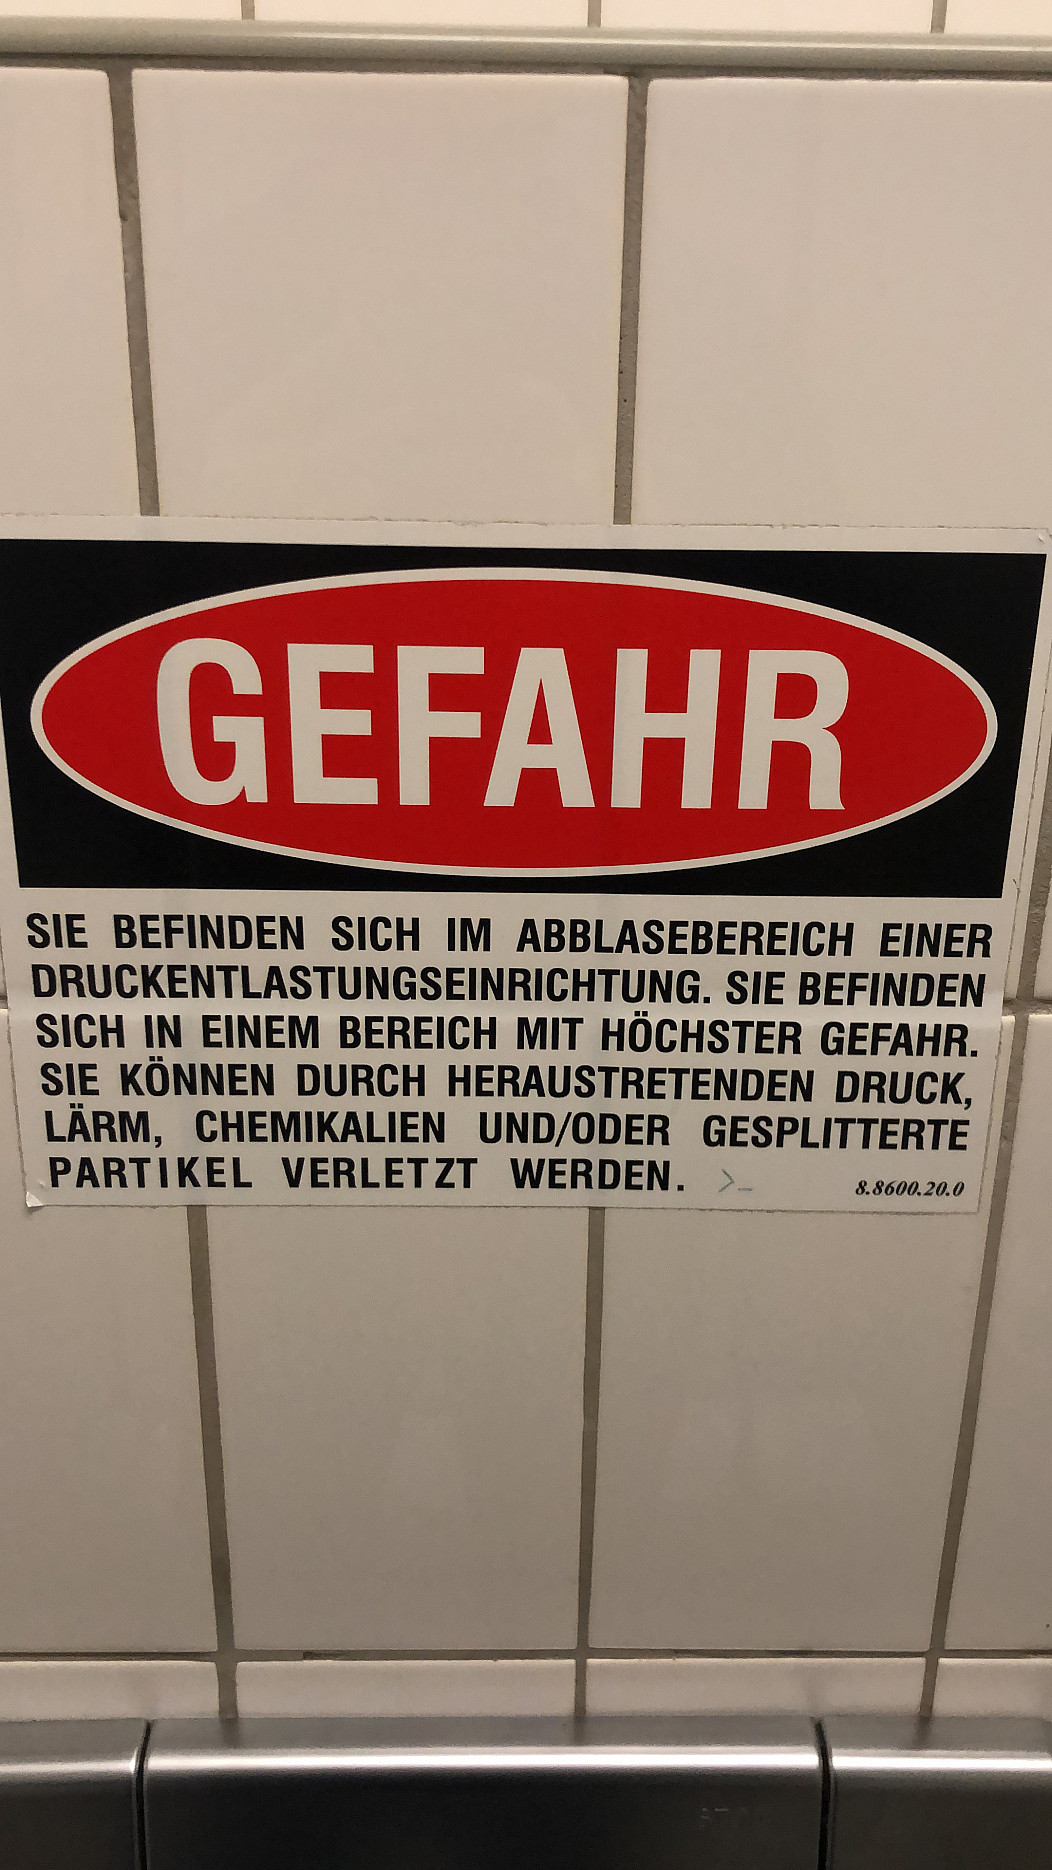 GEFAHR
SIE BEFINDEN SICH IM ABBLASEBEREICH EINER
DRUCKENTLASTUNGSEINRICHTUNG. SIE BEFINDEN
SICH IN EINEM BEREICH MIT HÖCHSTER GEFAHR.
SIE KÖNNEN DURCH HERAUSTRETENDEN DRUCK,
LÄRM, CHEMIKALIEN UND/ODER GESPLITTERTE
PARTIKEL VERLETZT WERDEN. >_ 8.8600.20.0